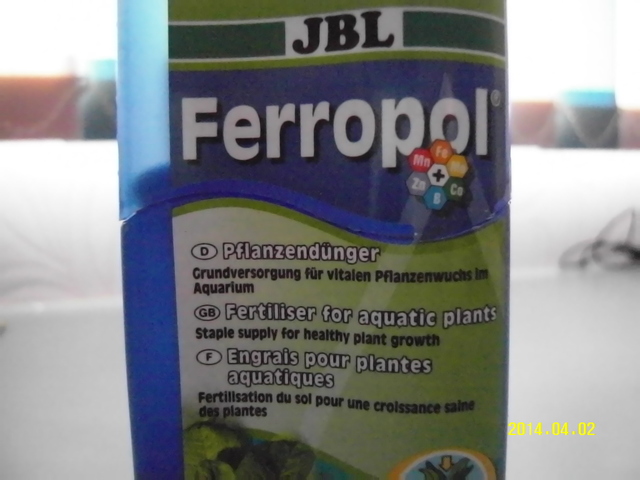 JBL
Ferropol®
Fe
Mn
Mo
+
Zn
Co
B
D Pflanzendünger
Grundversorgung für vitalen Pflanzenwuchs im
Aquarium
GB Fertiliser for aquatic plants
Staple supply for healthy plant growth
F Engrais pour plantes
aquatiques
Fertilisation du sol pour une croissance saine
des plantes
2014.04.02